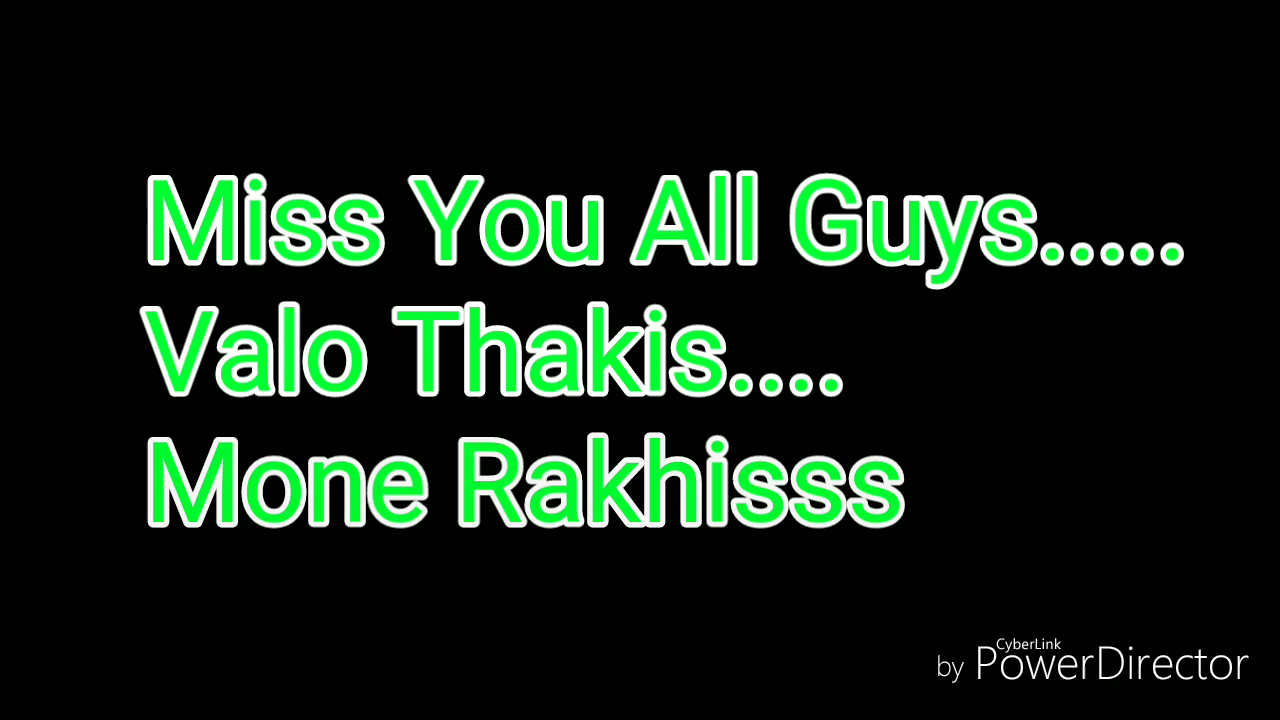 Miss You All Guys.....
Valo Thakis....
Mone Rakhisss
CyberLink
by PowerDirector